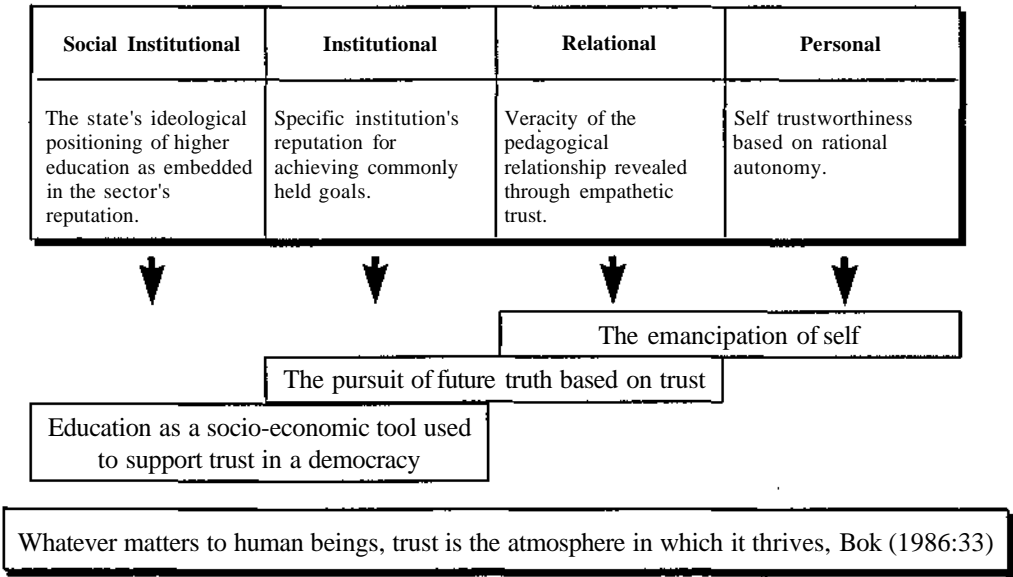 Social Institutional
Institutional
Relational
Personal
The state's ideological
positioning of higher
education as embedded
in the sector's
reputation.
Specific institution's
reputation for
achieving commonly
held goals.
Veracity of the
pedagogical
relationship revealed
through empathetic
trust.
Self trustworthiness
based on rational
autonomy.
The emancipation of self
The pursuit of future truth based on trust
Education as a socio-economic tool used
to support trust in a democracy
Whatever matters to human beings, trust is the atmosphere in which it thrives, Bok (1986:33)